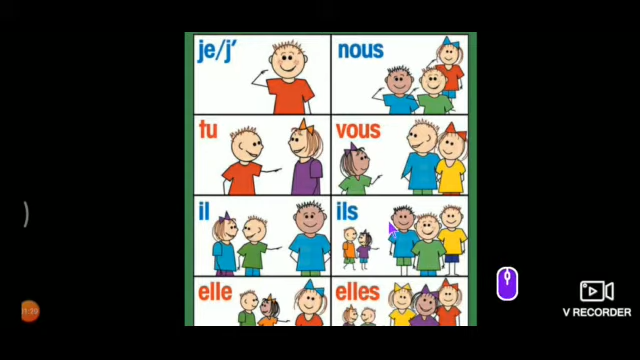 je/j' nous
tu vous
il ils
elle elles
V RECORDER